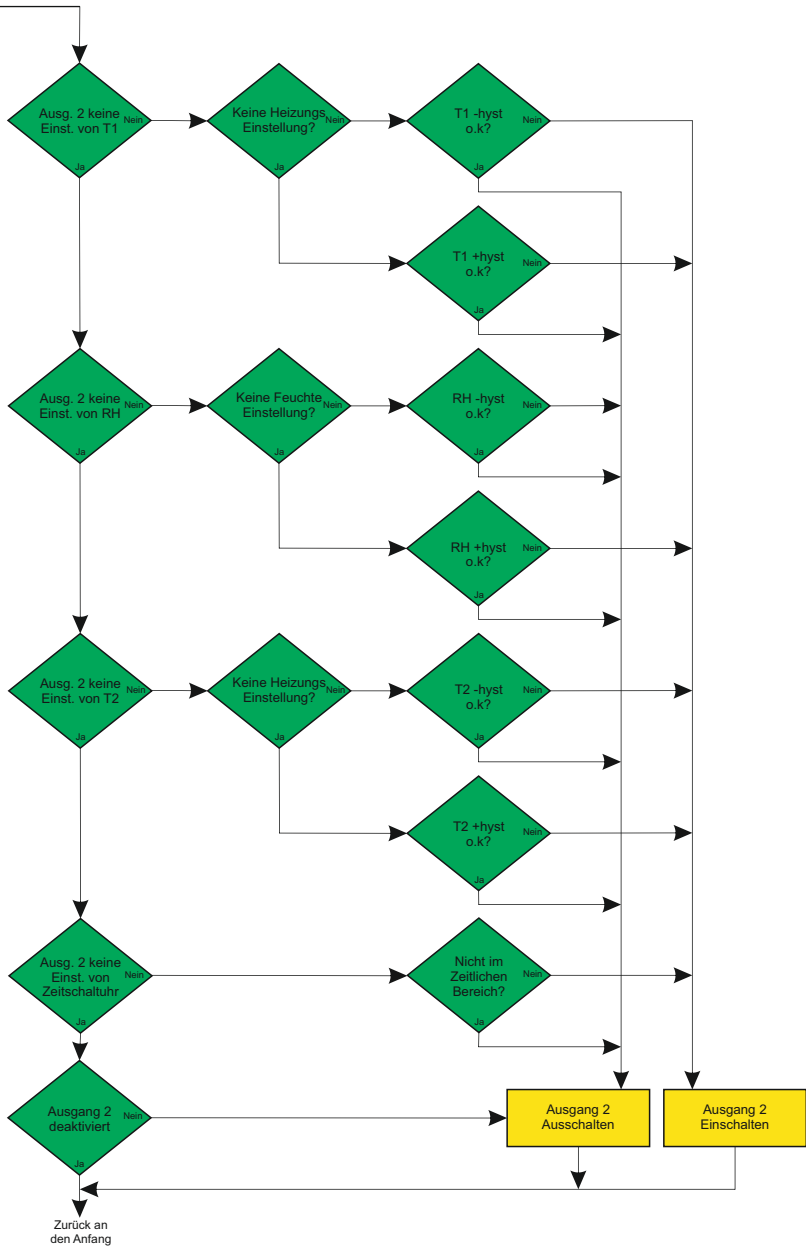 Ausg. 2 keine
Einst. von T1
Nein
Ja
Keine Heizungs
Einstellung?
Nein
Ja
T1 -hyst
o.k?
Nein
Ja
T1 +hyst
o.k?
Nein
Ja
Ausg. 2 keine
Einst. von RH
Nein
Ja
Keine Feuchte
Einstellung?
Nein
Ja
RH -hyst
o.k?
Nein
Ja
RH +hyst
o.k?
Nein
Ja
Ausg. 2 keine
Einst. von T2
Nein
Ja
Keine Heizungs
Einstellung?
Nein
Ja
T2 -hyst
o.k?
Nein
Ja
T2 +hyst
o.k?
Nein
Ja
Ausg. 2 keine
Einst. von
Zeitschaltuhr
Nein
Ja
Nicht im
Zeitlichen
Bereich?
Nein
Ja
Ausgang 2
deaktiviert
Nein
Ja
Ausgang 2
Ausschalten
Ausgang 2
Einschalten
Zurück an
den Anfang